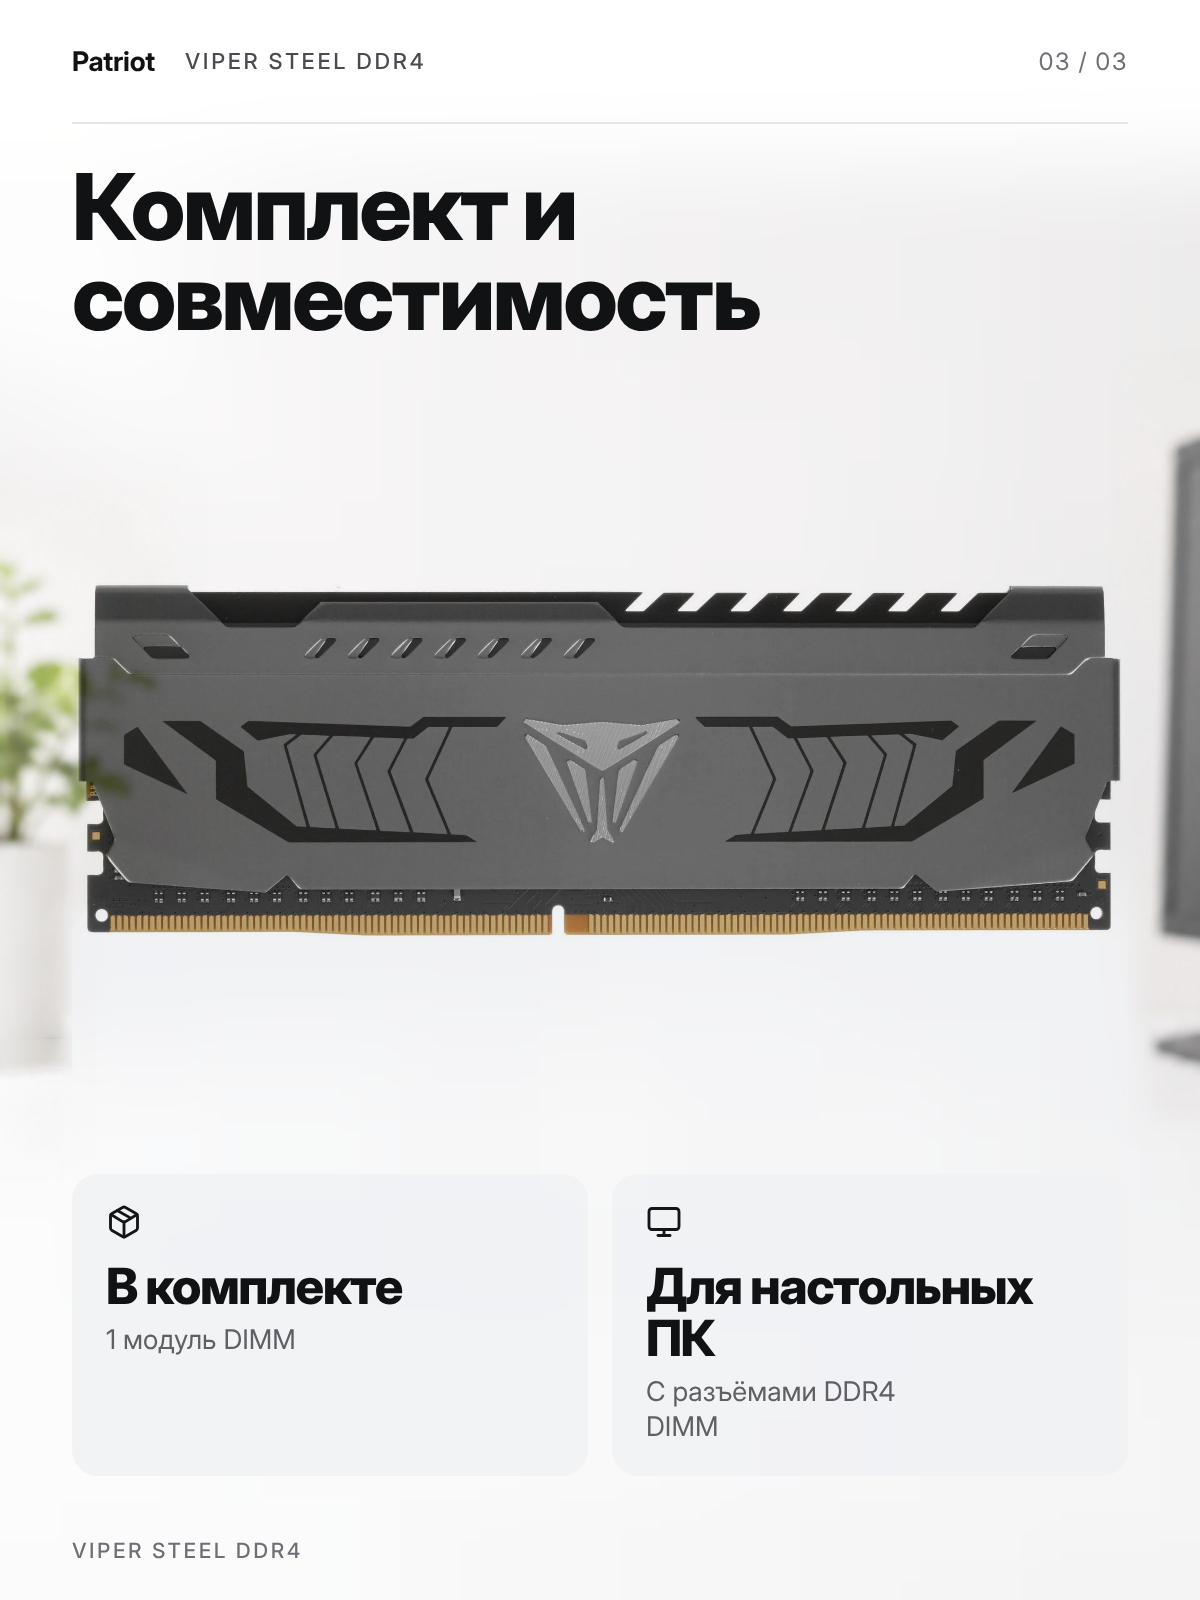 Patriot VIPER STEEL DDR4 03 / 03
Комплект и
совместимость
В комплекте
1 модуль DIMM
Для настольных
ПК
С разъёмами DDR4
DIMM
VIPER STEEL DDR4